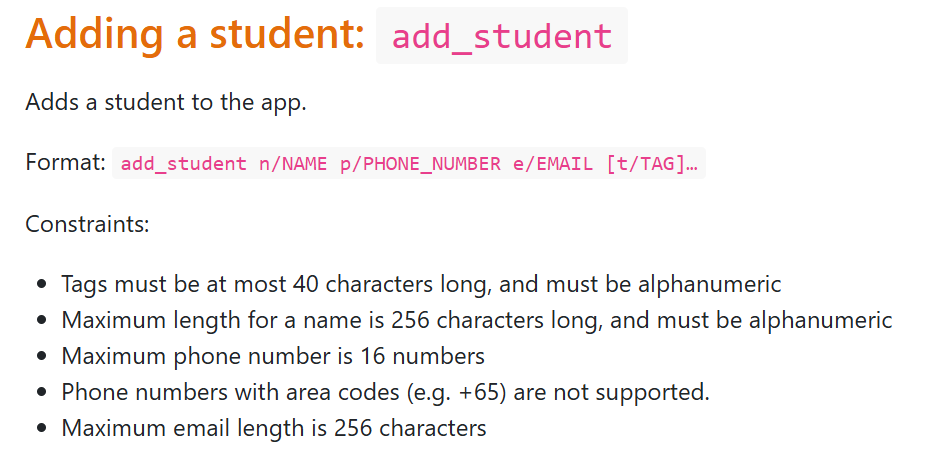 Adding a student: add_student
Adds a student to the app.
Format: add_student n/NAME p/PHONE_NUMBER e/EMAIL [t/TAG]…
Constraints:
• Tags must be at most 40 characters long, and must be alphanumeric
• Maximum length for a name is 256 characters long, and must be alphanumeric
• Maximum phone number is 16 numbers
• Phone numbers with area codes (e.g. +65) are not supported.
• Maximum email length is 256 characters